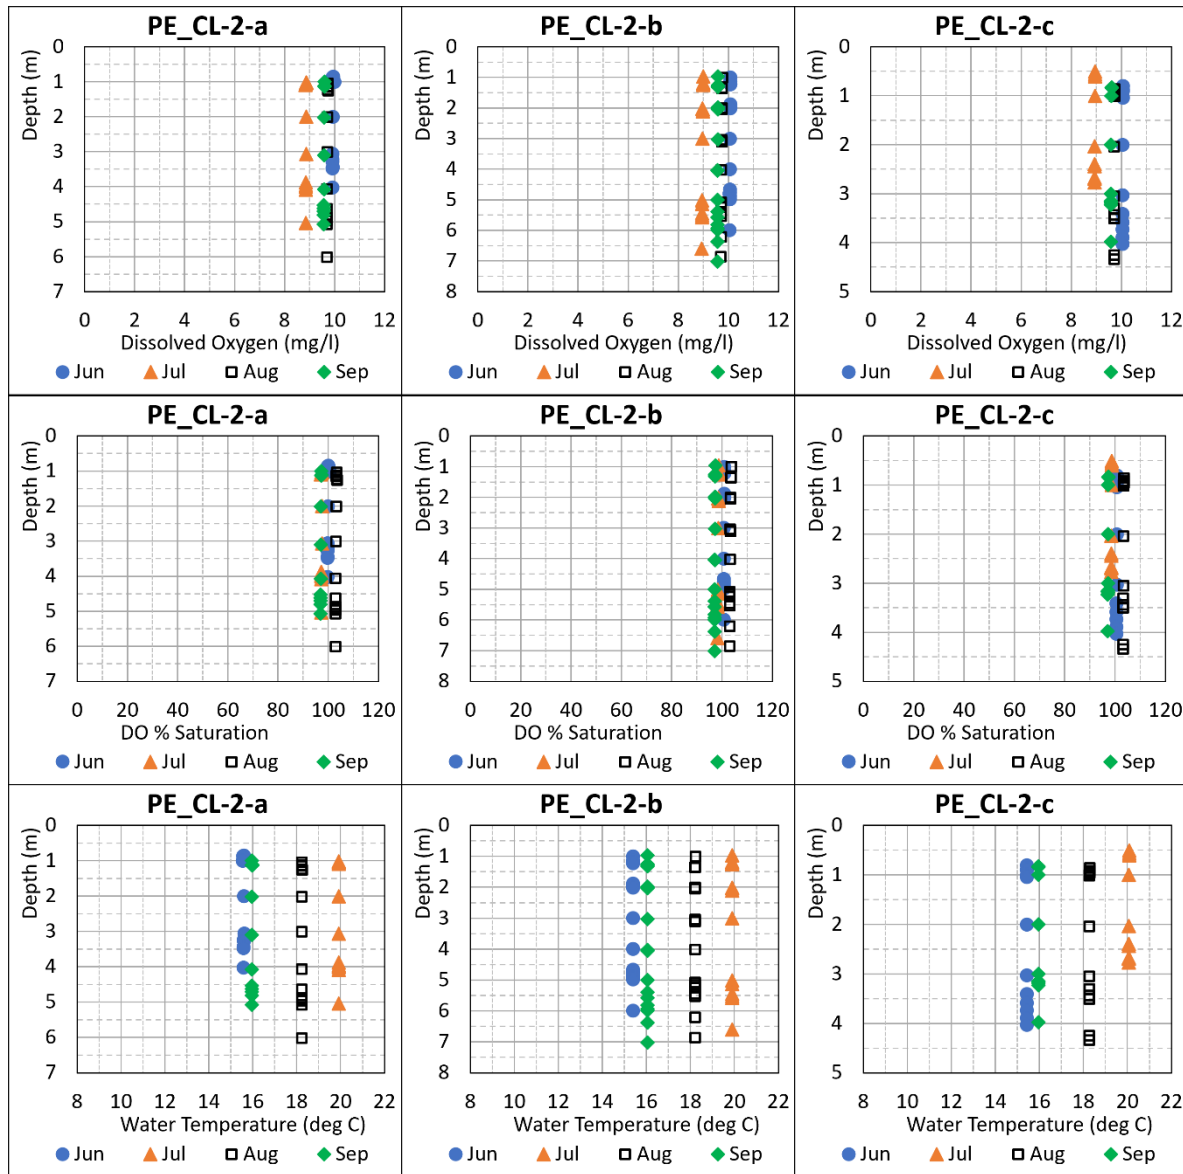 PE_CL-2-a
0
1
2
3
4
5
6
7
Depth (m)
0 2 4 6 8 10 12
Dissolved Oxygen (mg/l)
Jun Jul Aug Sep
PE_CL-2-b
0
1
2
3
4
5
6
7
8
Depth (m)
0 2 4 6 8 10 12
Dissolved Oxygen (mg/l)
Jun Jul Aug Sep
PE_CL-2-c
0
1
2
3
4
5
Depth (m)
0 2 4 6 8 10 12
Dissolved Oxygen (mg/l)
Jun Jul Aug Sep
PE_CL-2-a
0
1
2
3
4
5
6
7
Depth (m)
0 20 40 60 80 100 120
DO % Saturation
Jun Jul Aug Sep
PE_CL-2-b
0
1
2
3
4
5
6
7
8
Depth (m)
0 20 40 60 80 100 120
DO % Saturation
Jun Jul Aug Sep
PE_CL-2-c
0
1
2
3
4
5
Depth (m)
0 20 40 60 80 100 120
DO % Saturation
Jun Jul Aug Sep
PE_CL-2-a
0
1
2
3
4
5
6
7
Depth (m)
8 10 12 14 16 18 20 22
Water Temperature (deg C)
Jun Jul Aug Sep
PE_CL-2-b
0
1
2
3
4
5
6
7
8
Depth (m)
8 10 12 14 16 18 20 22
Water Temperature (deg C)
Jun Jul Aug Sep
PE_CL-2-c
0
1
2
3
4
5
Depth (m)
8 10 12 14 16 18 20 22
Water Temperature (deg C)
Jun Jul Aug Sep